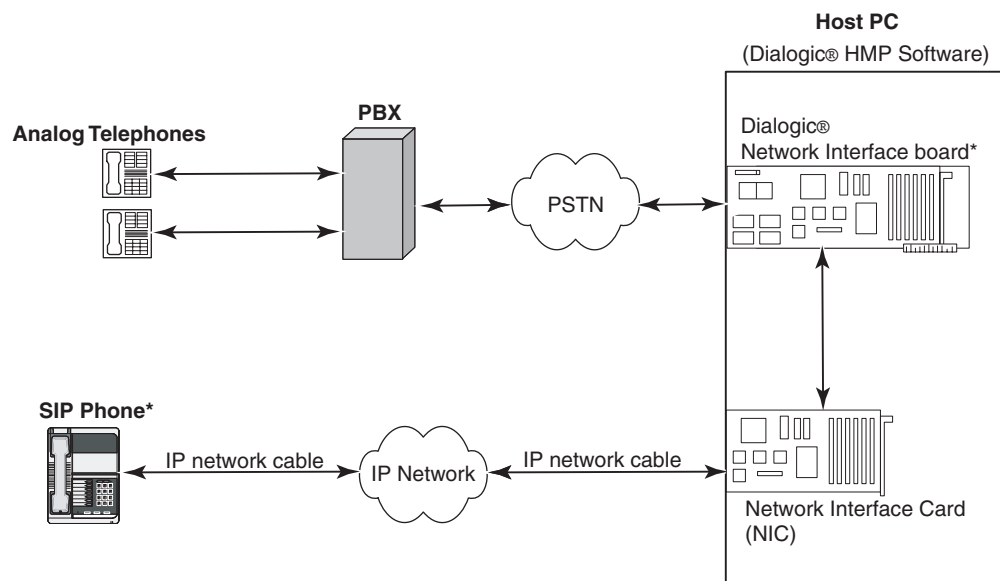 Host PC
(Dialogic® HMP Software)
PBX
Analog Telephones
Dialogic®
Network Interface board*
PSTN
SIP Phone*
IP network cable
IP Network
IP network cable
Network Interface Card
(NIC)